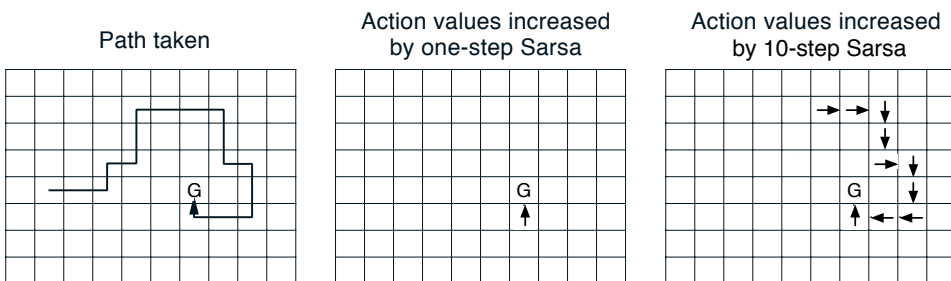 Path taken
Action values increased
by one-step Sarsa
Action values increased
by 10-step Sarsa
G
G
G